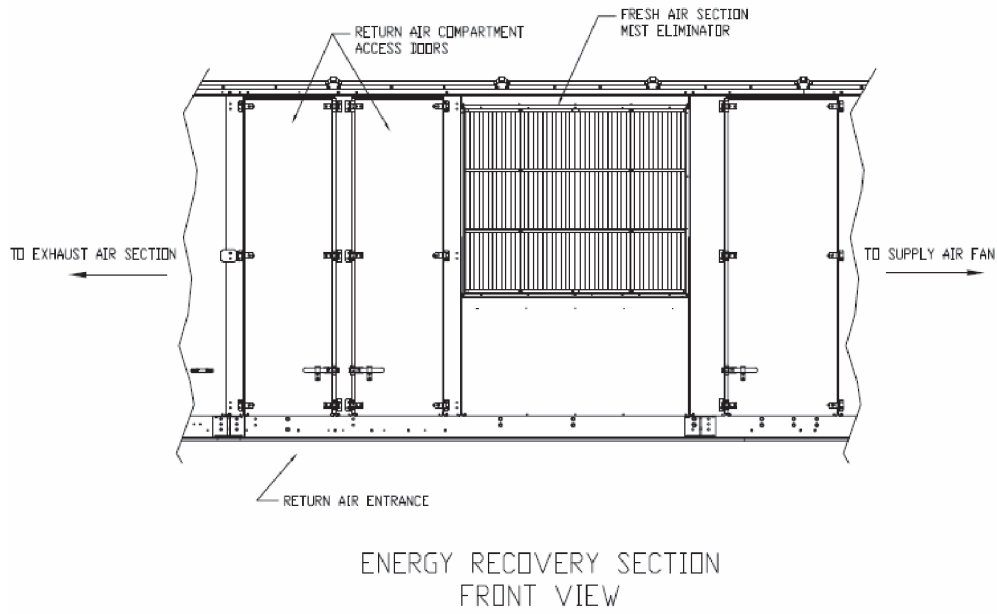 RETURN AIR COMPARTMENT
ACCESS DOORS
FRESH AIR SECTION
MIST ELIMINATOR
TO EXHAUST AIR SECTION
TO SUPPLY AIR FAN
RETURN AIR ENTRANCE
ENERGY RECOVERY SECTION
FRONT VIEW